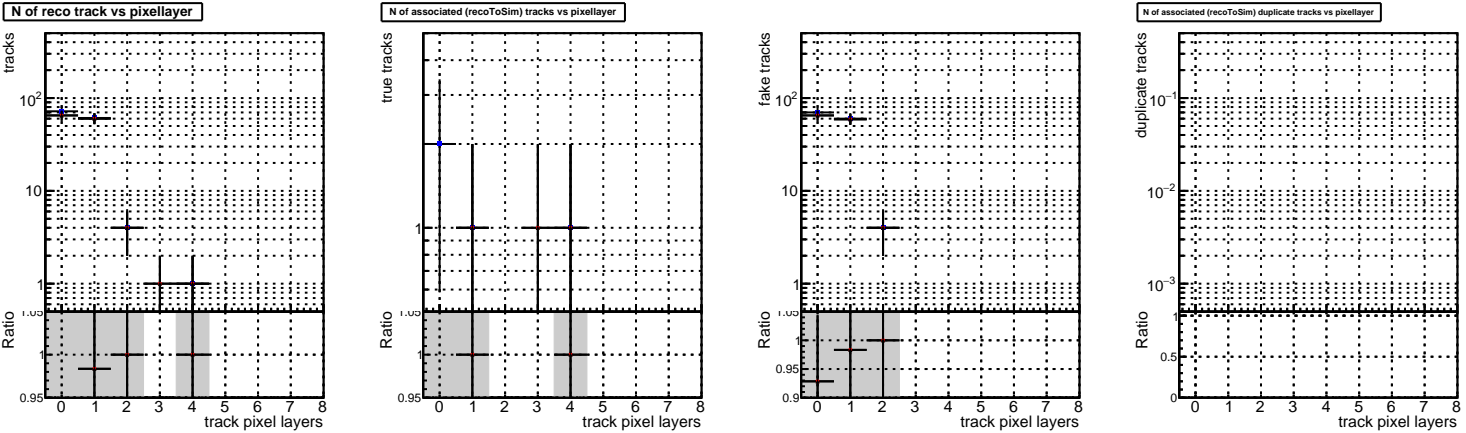 N of reco track vs pixellayer
tracks
10²
10
1
Ratio
1.05
1
0.95
0 1 2 3 4 5 6 7 8
track pixel layers
N of associated (recoToSim) tracks vs pixellayer
true tracks
1
Ratio
1.05
1
0.95
0 1 2 3 4 5 6 7 8
track pixel layers
fake tracks
10²
10
1
Ratio
1.05
1
0.95
0.9
0 1 2 3 4 5 6 7 8
track pixel layers
N of associated (recoToSim) duplicate tracks vs pixellayer
duplicate tracks
10⁻¹
10⁻²
10⁻³
Ratio
1
0.5
0
0 1 2 3 4 5 6 7 8
track pixel layers